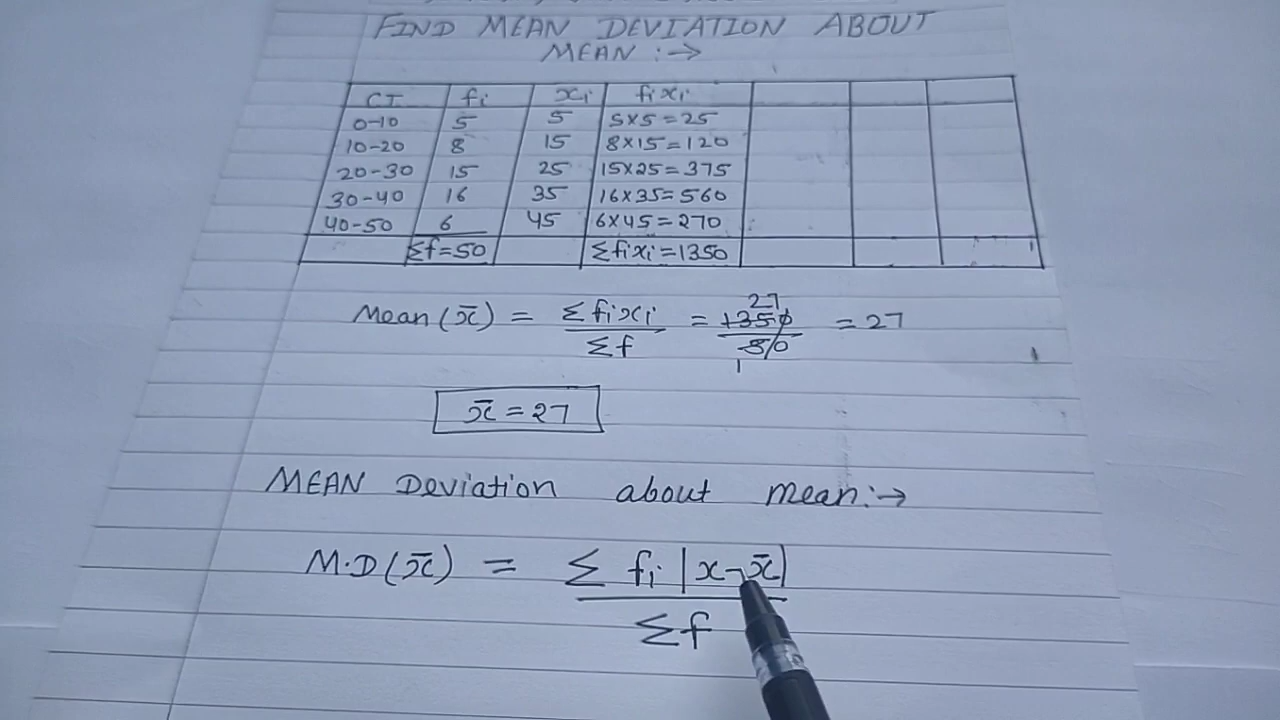 FIND MEAN DEVIATION ABOUT
MEAN :→
CI fi xi fixi
0-10 5 5 5×5=25
10-20 8 15 8×15=120
20-30 15 25 15×25=375
30-40 16 35 16×35=560
40-50 6 45 6×45=270
Σf=50 Σfixi=1350
Mean (x̄) = Σfixi / Σf = 1350 / 50 = 27
27
1
x̄ = 27
MEAN Deviation about mean:→
M.D(x̄) = Σ fi |x-x̄|
Σf